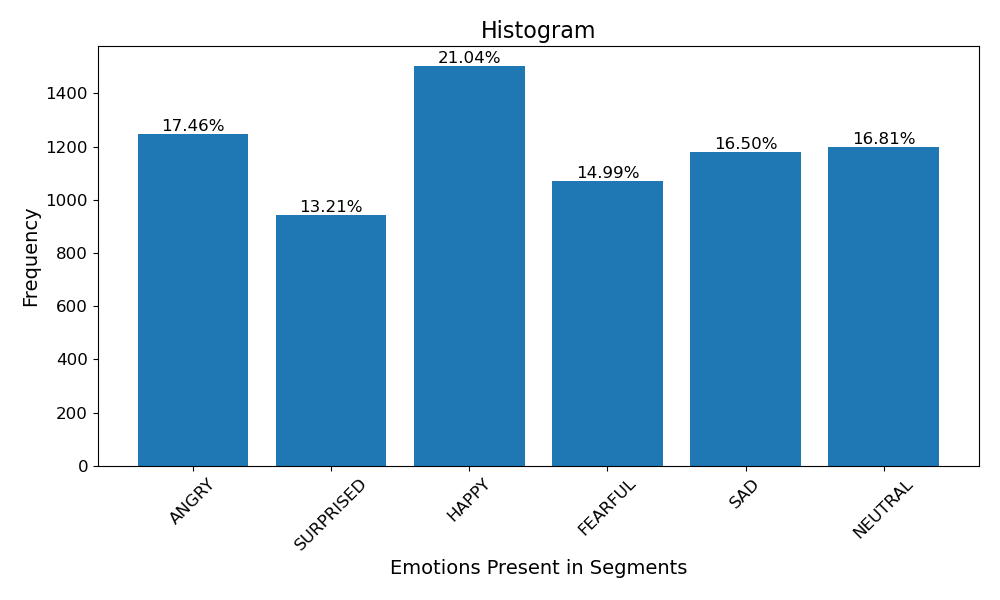 Histogram
21.04%
17.46%
13.21%
14.99%
16.50%
16.81%
Frequency
1400
1200
1000
800
600
400
200
0
ANGRY
SURPRISED
HAPPY
FEARFUL
SAD
NEUTRAL
Emotions Present in Segments